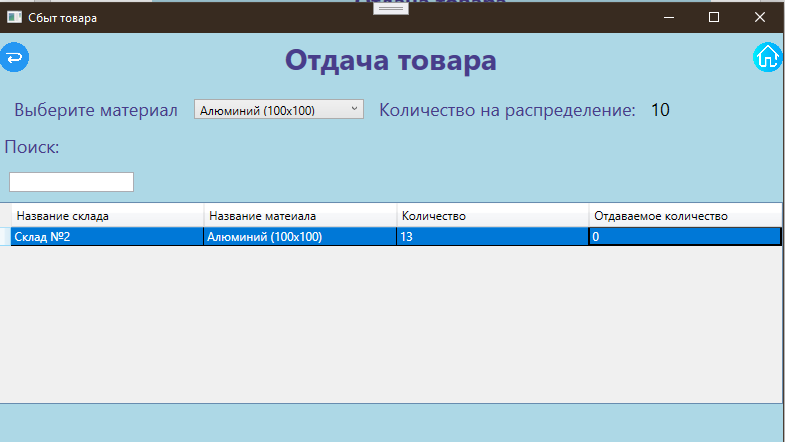 Сбыт товара
Отдача товара
Выберите материал Алюминий (100x100) Количество на распределение: 10
Поиск:
Название склада Название матеиала Количество Отдаваемое количество
Склад №2 Алюминий (100x100) 13 0